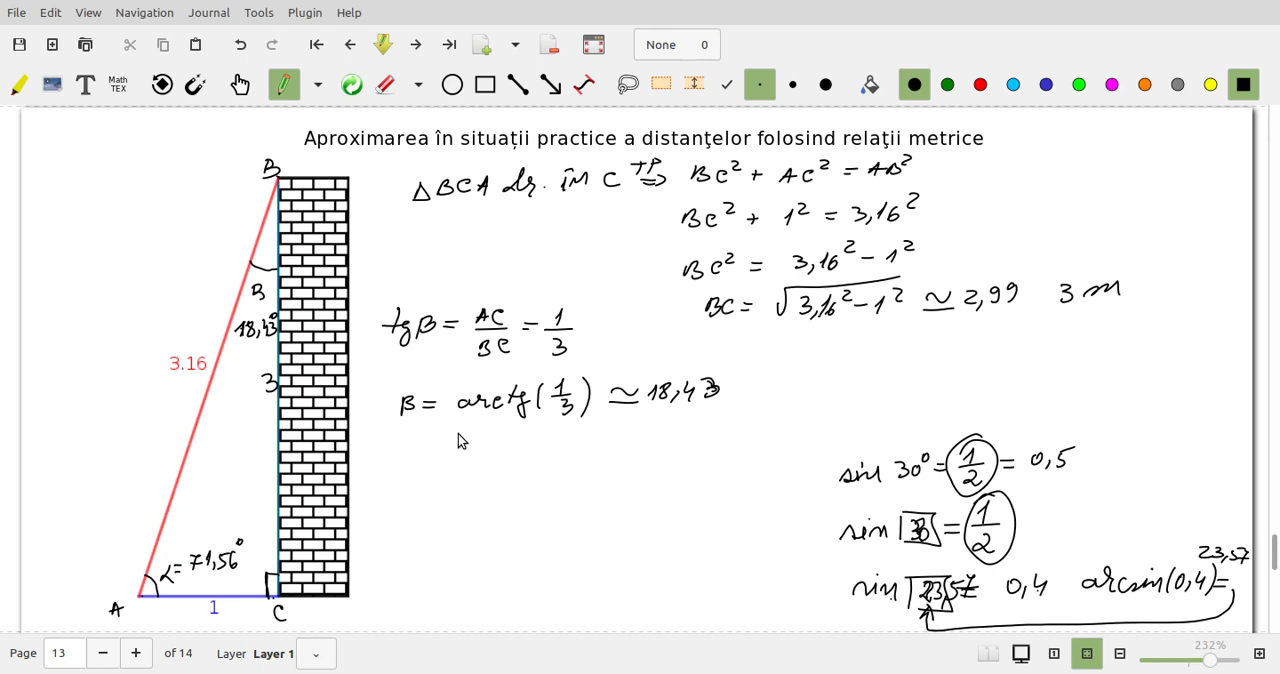 File Edit View Navigation Journal Tools Plugin Help
None 0
Math TEX
Aproximarea în situații practice a distanţelor folosind relaţii metrice
B
△BCA dr. în C TP ⇒ BC² + AC² = AB²
BC² + 1² = 3,16²
BC² = 3,16² − 1²
BC = √3,16² − 1² ≃ 2,99 3 m
B
18,43°
tg B = AC/BC = 1/3
3.16
3
B = arctg(1/3) ≃ 18,43
sin 30° = 1/2 = 0,5
sin 30 = 1/2
23,57
sin 23,57 = 0,4 arcsin(0,4) =
α = 71,56°
A 1 C
Page 13 − + of 14 Layer Layer 1 232%